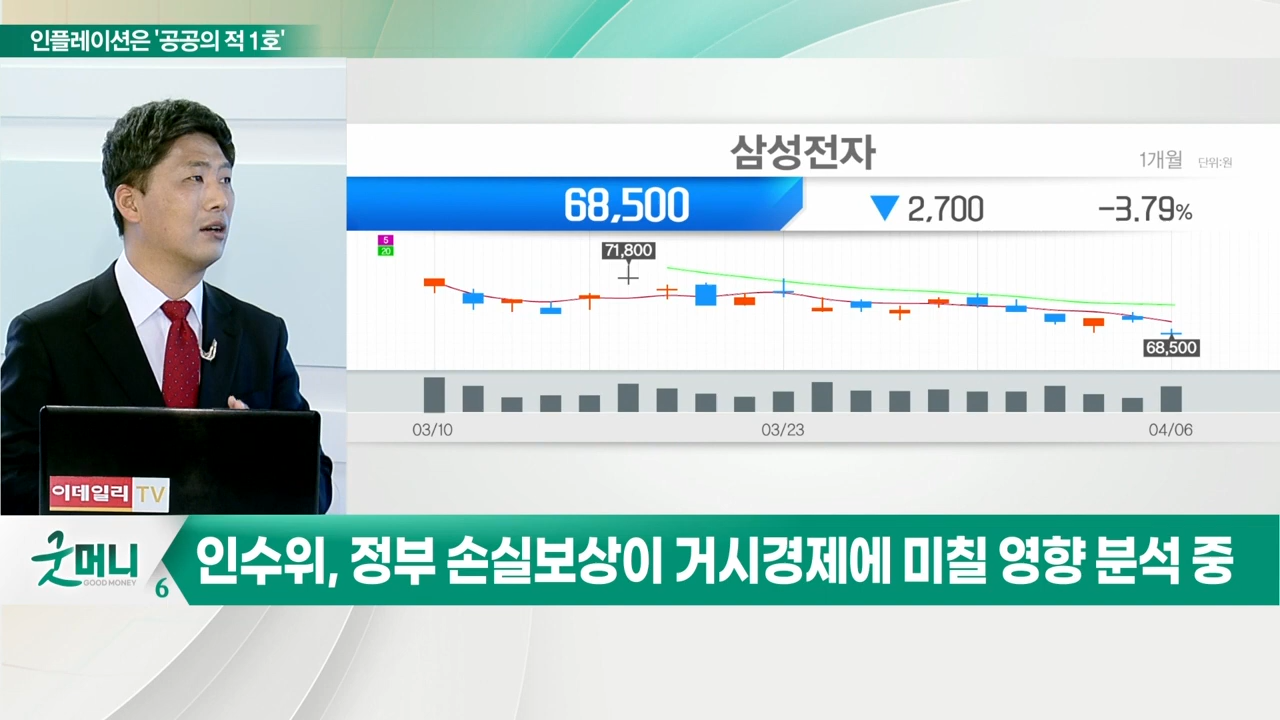 인플레이션은 '공공의 적 1호'
삼성전자
1개월 단위:원
68,500 ▼ 2,700 -3.79%
5
20
71,800
68,500
03/10 03/23 04/06
이데일리 TV
굿머니
GOOD MONEY
6
인수위, 정부 손실보상이 거시경제에 미칠 영향 분석 중